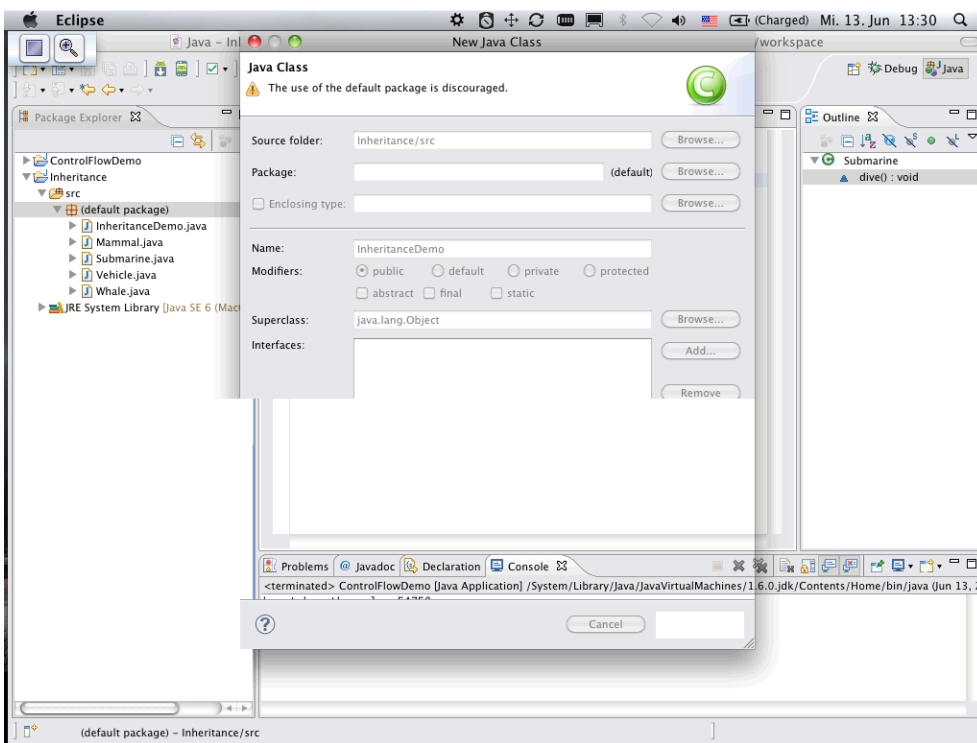 Eclipse (Charged) Mi. 13. Jun 13:30
Java – Inl New Java Class /workspace
Debug Java
Java Class
The use of the default package is discouraged.
Package Explorer
Outline
Source folder: Inheritance/src Browse...
Package: (default) Browse...
Enclosing type: Browse...
Name: InheritanceDemo
Modifiers: public default private protected
abstract final static
Superclass: java.lang.Object Browse...
Interfaces: Add...
Remove
ControlFlowDemo
Inheritance
src
(default package)
InheritanceDemo.java
Mammal.java
Submarine.java
Vehicle.java
Whale.java
JRE System Library [Java SE 6 (Mac
Submarine
dive() : void
Problems @ Javadoc Declaration Console
<terminated> ControlFlowDemo [Java Application] /System/Library/Java/JavaVirtualMachines/1.6.0.jdk/Contents/Home/bin/java (Jun 13, 
? Cancel
(default package) – Inheritance/src